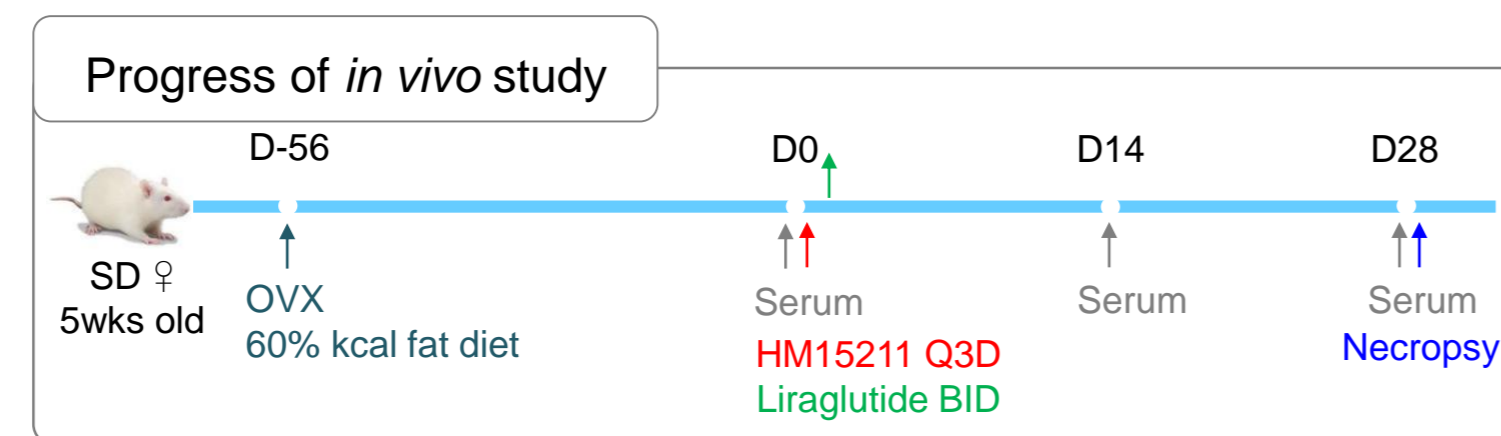 Progress of in vivo study
D-56
D0
D14
D28
SD ♀
5wks old
OVX
60% kcal fat diet
Serum
HM15211 Q3D
Liraglutide BID
Serum
Serum
Necropsy